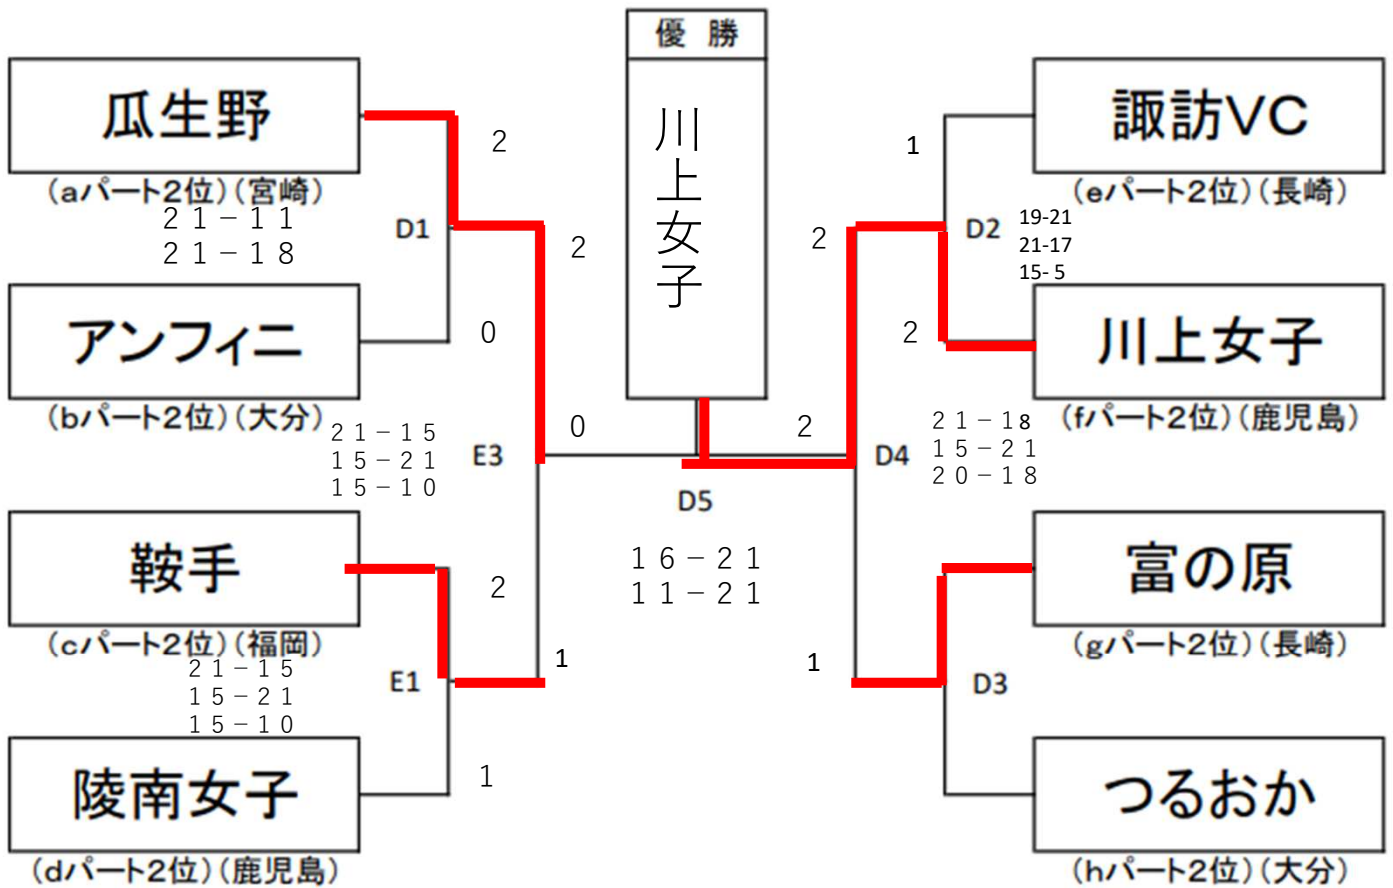 優 勝
川上女子
瓜生野
(aパート2位)(宮崎)
21-11
21-18
D1
2
0
アンフィニ
(bパート2位)(大分)
21-15
15-21
15-10
E3
2
0
鞍手
(cパート2位)(福岡)
21-15
15-21
15-10
E1
2
1
1
陵南女子
(dパート2位)(鹿児島)
D5
16-21
11-21
諏訪VC
(eパート2位)(長崎)
1
D2
19-21
21-17
15- 5
2
2
川上女子
(fパート2位)(鹿児島)
2
D4
21-18
15-21
20-18
富の原
(gパート2位)(長崎)
1
D3
つるおか
(hパート2位)(大分)